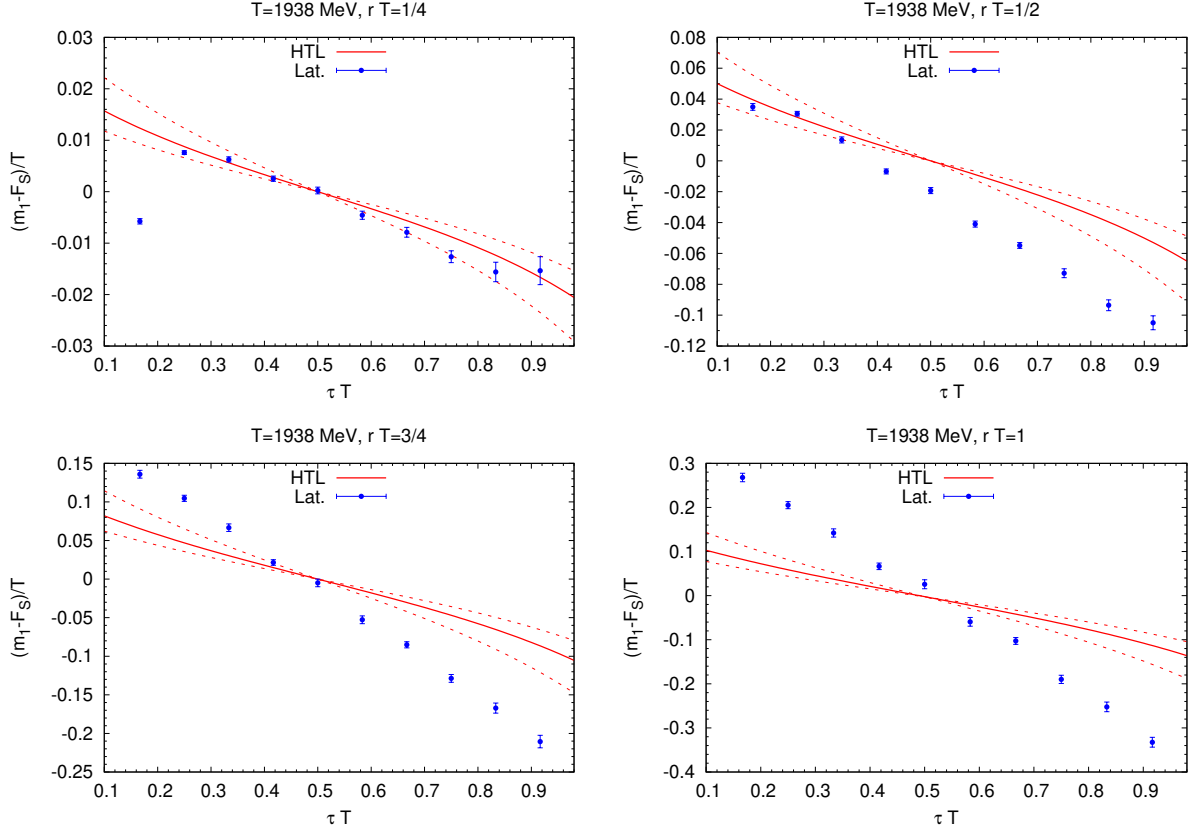 T=1938 MeV, r T=1/4
HTL
Lat.
(m₁-F_S)/T
0.03
0.02
0.01
0
-0.01
-0.02
-0.03
0.1 0.2 0.3 0.4 0.5 0.6 0.7 0.8 0.9
τ T
T=1938 MeV, r T=1/2
HTL
Lat.
(m₁-F_S)/T
0.08
0.06
0.04
0.02
0
-0.02
-0.04
-0.06
-0.08
-0.1
-0.12
0.1 0.2 0.3 0.4 0.5 0.6 0.7 0.8 0.9
τ T
T=1938 MeV, r T=3/4
HTL
Lat.
(m₁-F_S)/T
0.15
0.1
0.05
0
-0.05
-0.1
-0.15
-0.2
-0.25
0.1 0.2 0.3 0.4 0.5 0.6 0.7 0.8 0.9
τ T
T=1938 MeV, r T=1
HTL
Lat.
(m₁-F_S)/T
0.3
0.2
0.1
0
-0.1
-0.2
-0.3
-0.4
0.1 0.2 0.3 0.4 0.5 0.6 0.7 0.8 0.9
τ T